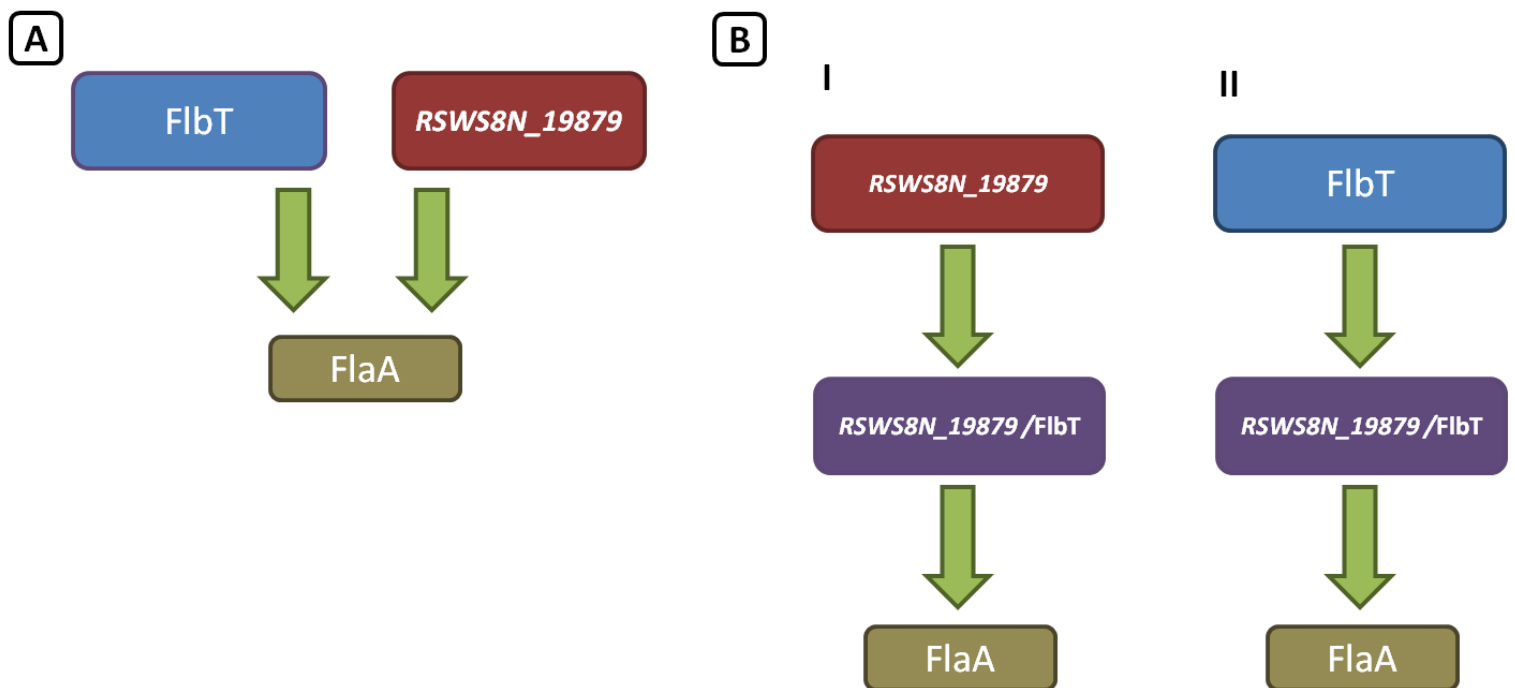 A
FlbT
RSWS8N_19879
FlaA
B
I
RSWS8N_19879
RSWS8N_19879/FlbT
FlaA
II
FlbT
RSWS8N_19879/FlbT
FlaA